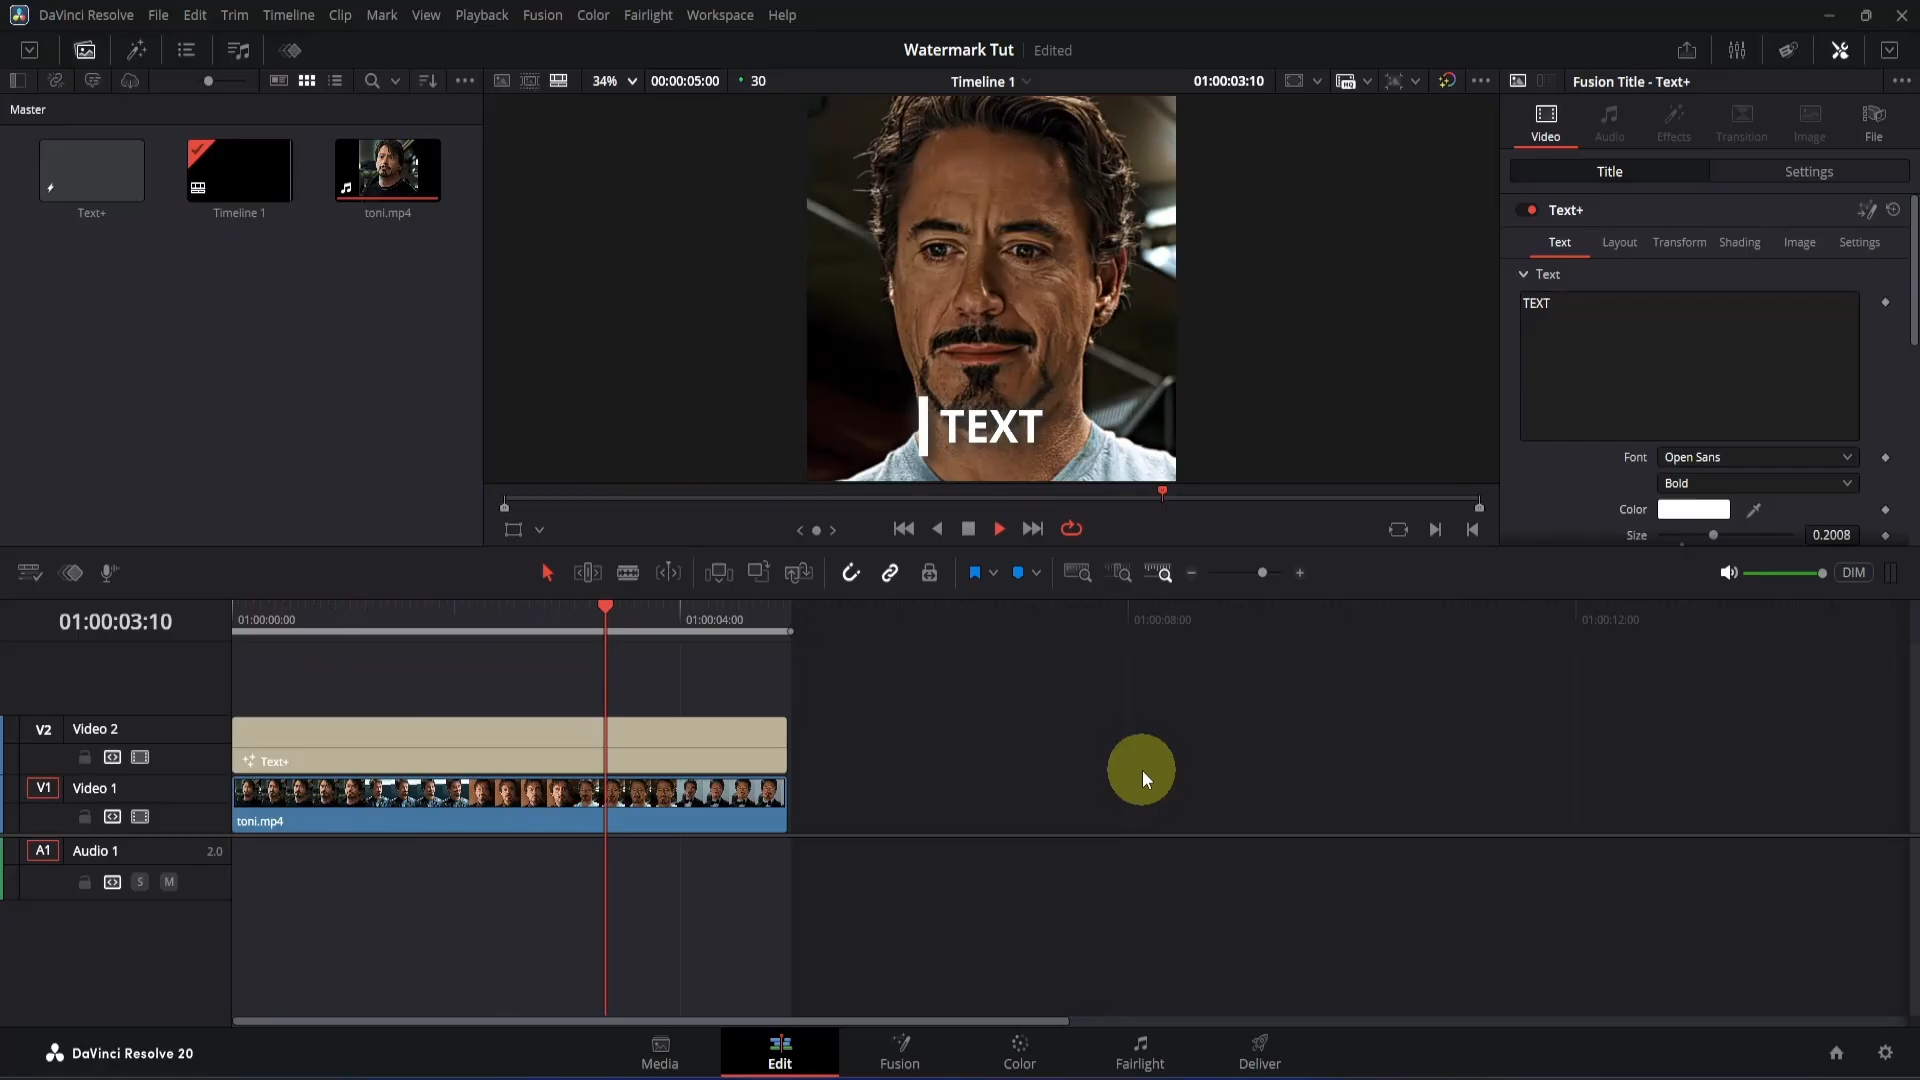 DaVinci Resolve File Edit Trim Timeline Clip Mark View Playback Fusion Color Fairlight Workspace Help
Watermark Tut Edited
34% 00:00:05:00 30 Timeline 1 01:00:03:10 HQ Fusion Title - Text+
Master
Video Audio Effects Transition Image File
Title Settings
Text+ Timeline 1 toni.mp4
Text+
Text Layout Transform Shading Image Settings
Text
TEXT
TEXT
Font Open Sans
Bold
Color
Size 0.2008
DIM
01:00:03:10
01:00:00:00 01:00:04:00 01:00:08:00 01:00:12:00
V2 Video 2
Text+
V1 Video 1
toni.mp4
A1 Audio 1 2.0
S M
DaVinci Resolve 20
Media Edit Fusion Color Fairlight Deliver